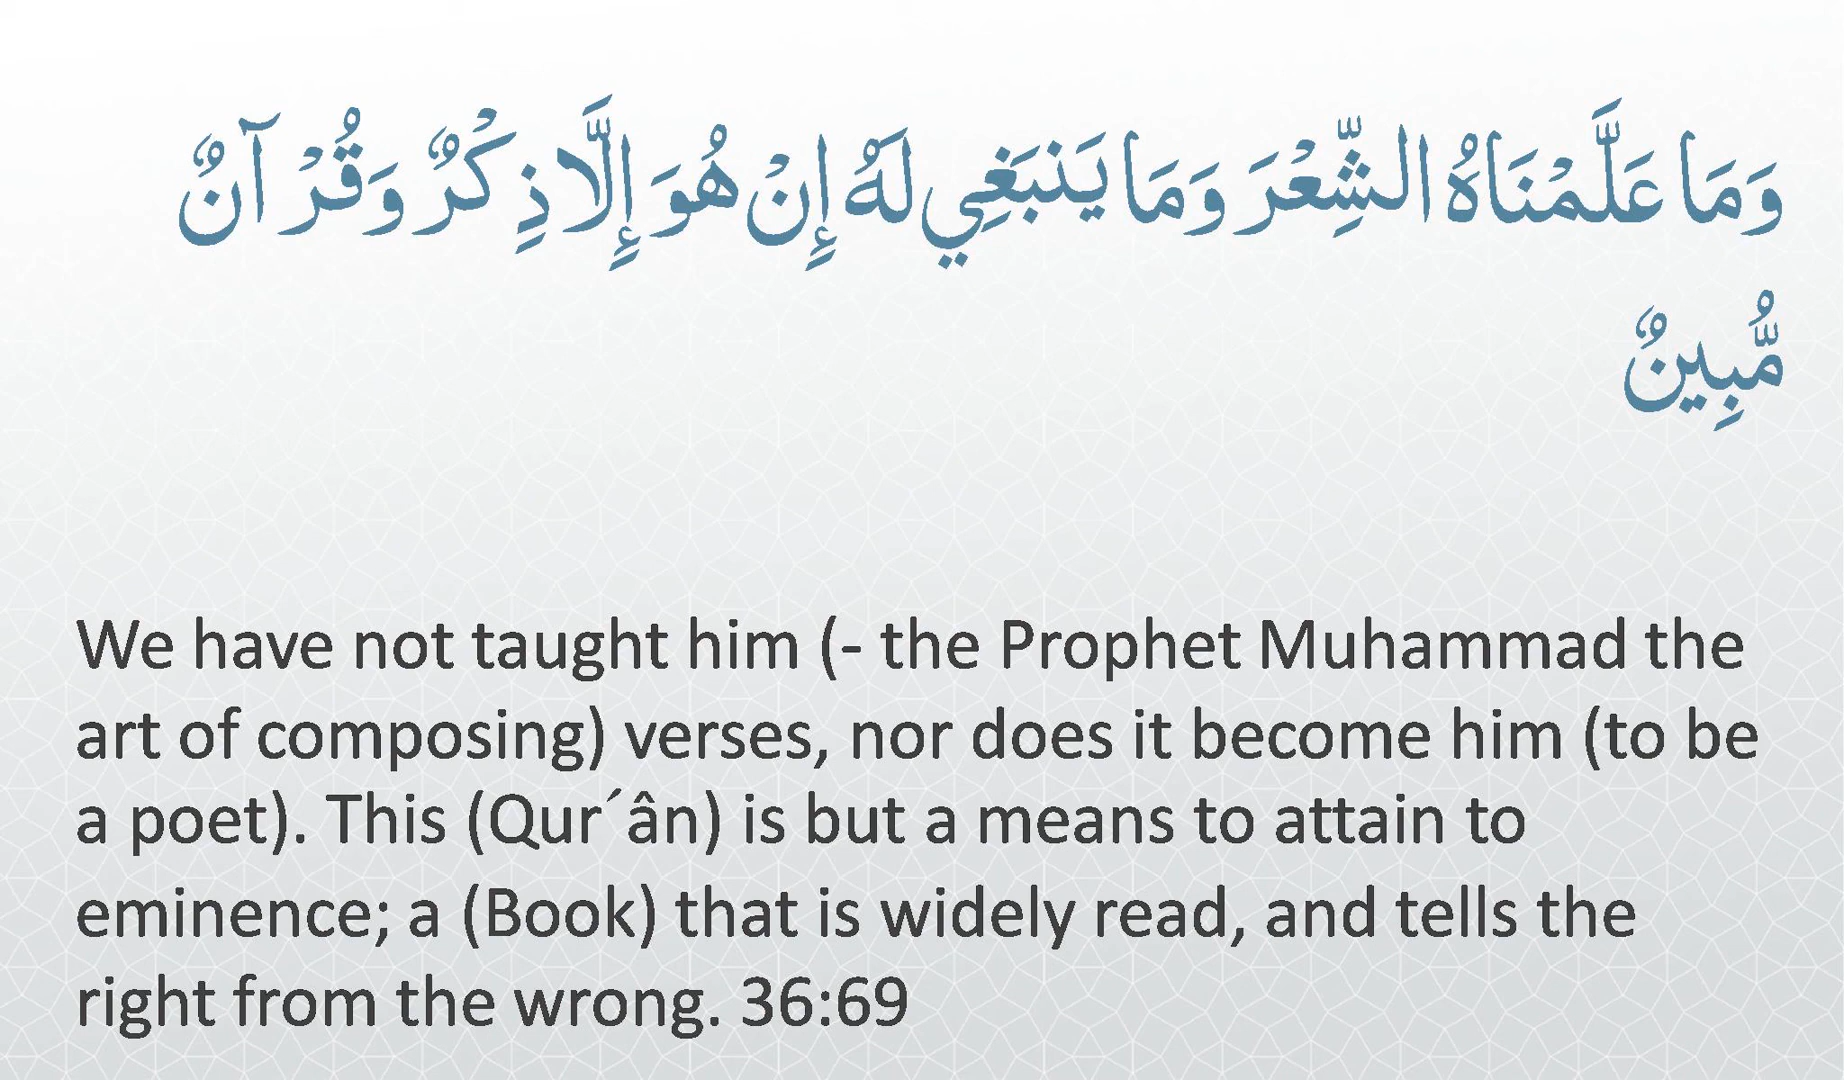 وَمَا عَلَّمْنَاهُ الشِّعْرَ وَمَا يَنبَغِي لَهُ إِنْ هُوَ إِلَّا ذِكْرٌ وَقُرْآنٌ
مُّبِينٌ
We have not taught him (- the Prophet Muhammad the
art of composing) verses, nor does it become him (to be
a poet). This (Qur´ân) is but a means to attain to
eminence; a (Book) that is widely read, and tells the
right from the wrong. 36:69